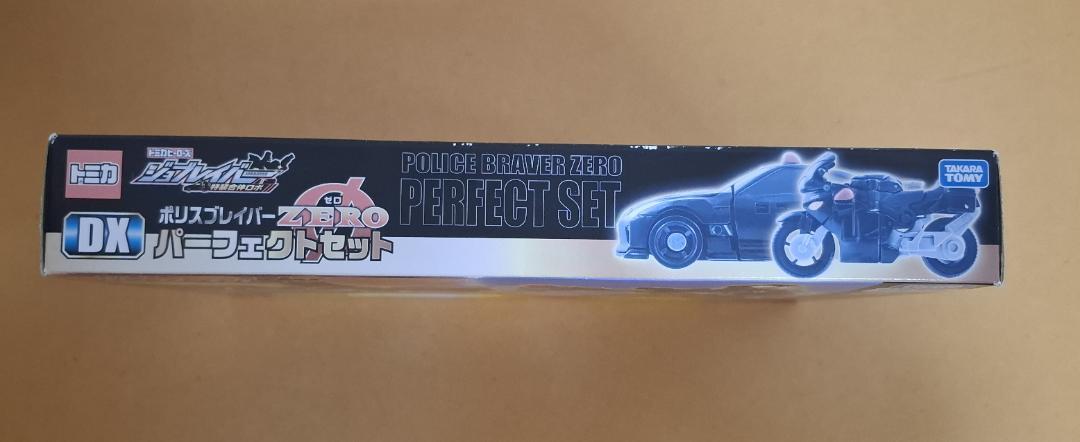 トミカ
トミカヒーローズ
ジョブレイバー
特装合体ロボ
DX
ポリスブレイバー ゼロ ZERO
パーフェクトセット
POLICE BRAVER ZERO
PERFECT SET
TAKARA
TOMY